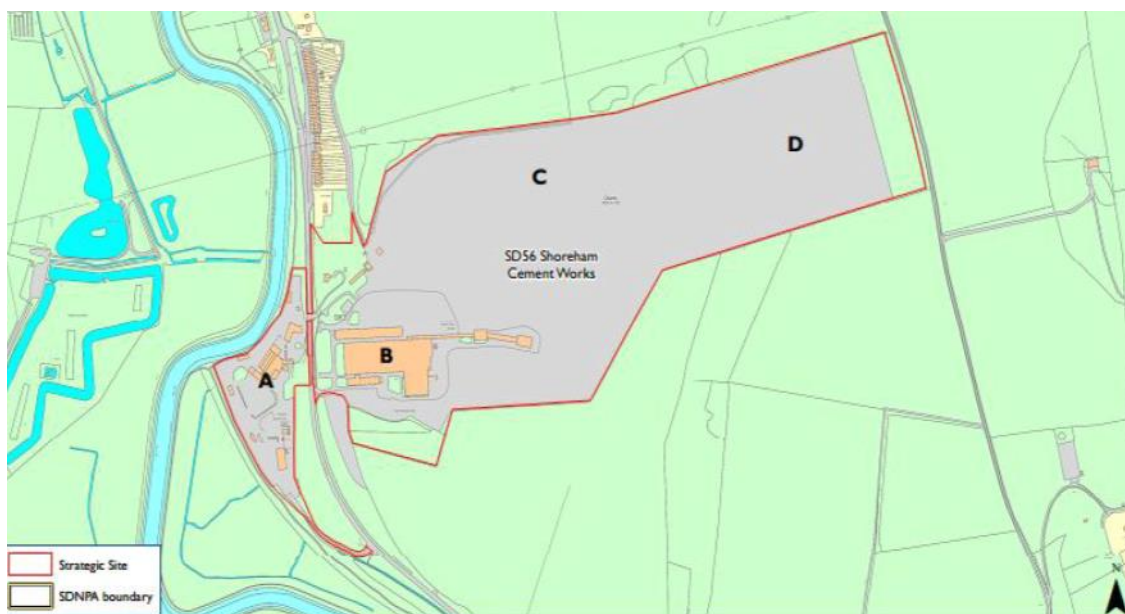 D
C
SD56 Shoreham
Cement Works
B
A
Strategic Site
SDNPA boundary
N